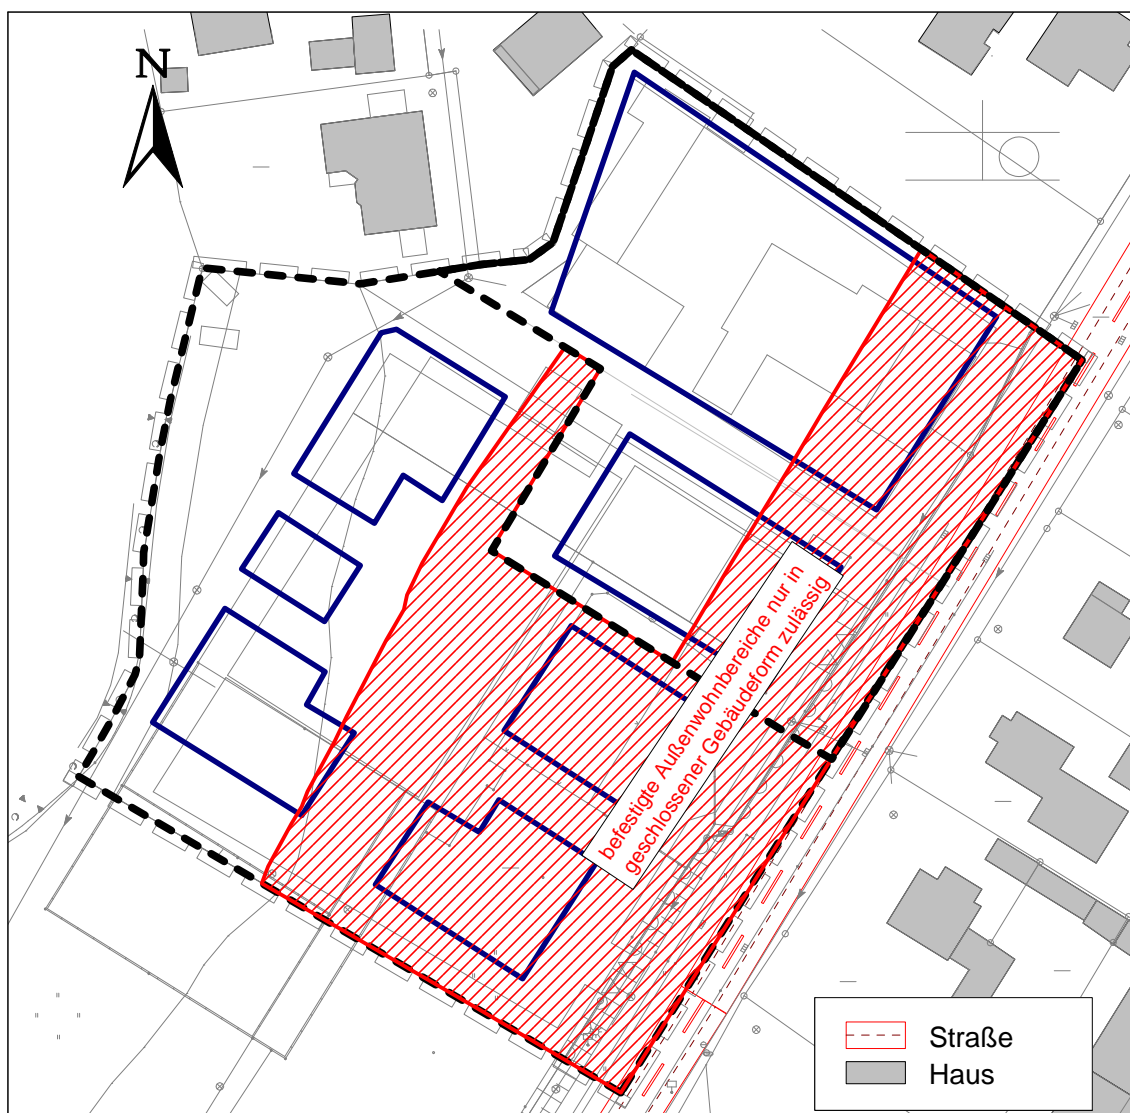 N
befestigte Außenwohnbereiche nur in
geschlossener Gebäudeform zulässig
Straße
Haus